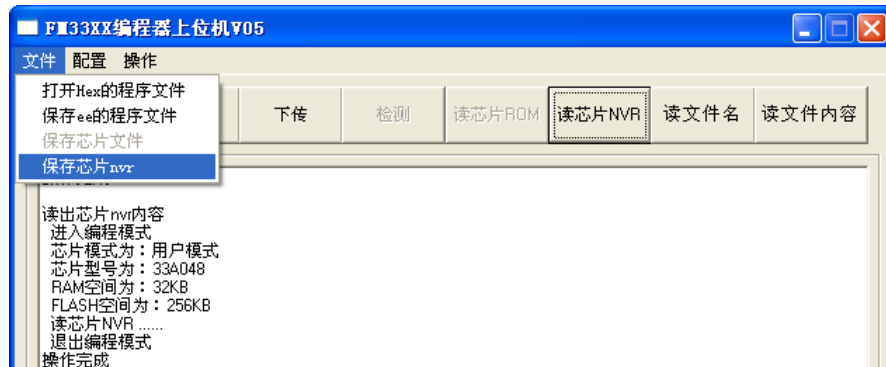 FM33XX编程器上位机V05
文件 配置 操作
打开Hex的程序文件
保存ee的程序文件
保存芯片文件
保存芯片nvr
下传 检测 读芯片ROM 读芯片NVR 读文件名 读文件内容
读出芯片nvr内容
进入编程模式
芯片模式为：用户模式
芯片型号为：33A048
RAM空间为：32KB
FLASH空间为：256KB
读芯片NVR ......
退出编程模式
操作完成